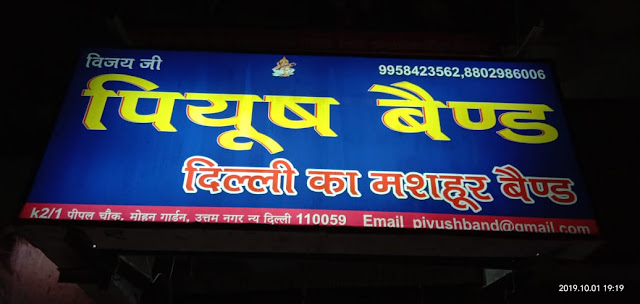 विजय जी
9958423562,8802986006
पियूष बैण्ड
दिल्ली का मशहूर बैण्ड
k2/1 पीपल चौक, मोहन गार्डन, उत्तम नगर न्य दिल्ली 110059 Email piyushband@gmail.com
2019.10.01 19:19